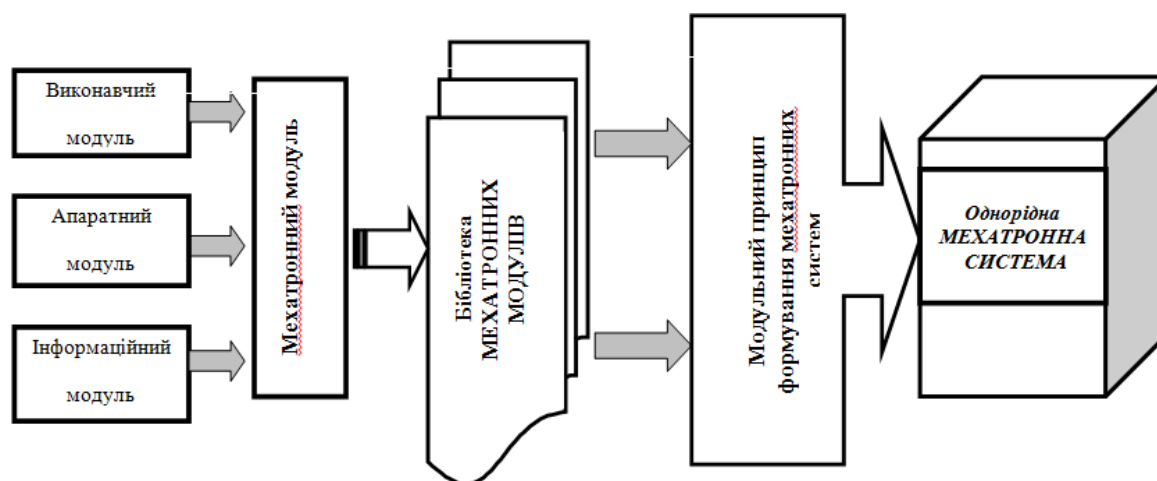 Виконавчий
модуль
Апаратний
модуль
Інформаційний
модуль
Мехатронний модуль
Бібліотека
МЕХАТРОННИХ
МОДУЛІВ
Модульний принцип
формування мехатронних
систем
Однорідна
МЕХАТРОННА
СИСТЕМА